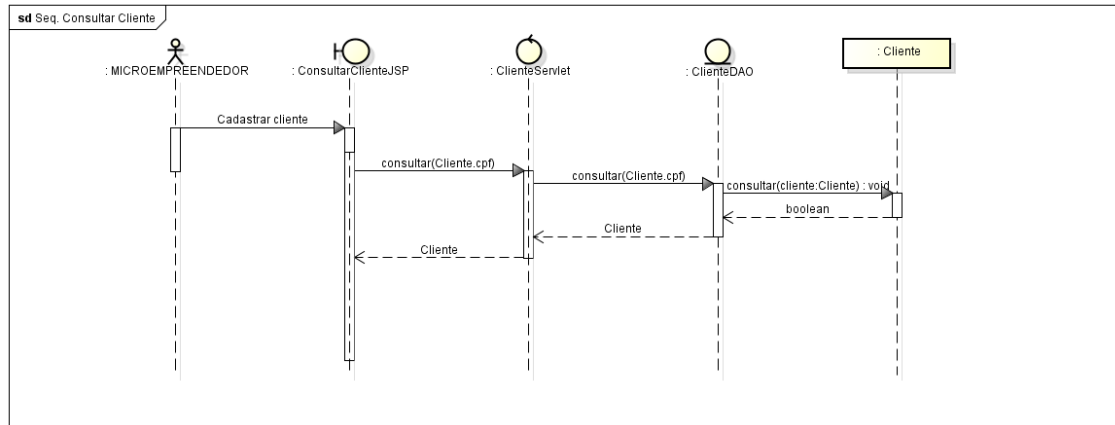 sd Seq. Consultar Cliente
: MICROEMPREENDEDOR
: ConsultarClienteJSP
: ClienteServlet
: ClienteDAO
: Cliente
Cadastrar cliente
consultar(Cliente.cpf)
consultar(Cliente.cpf)
consultar(cliente:Cliente) : void
boolean
Cliente
Cliente